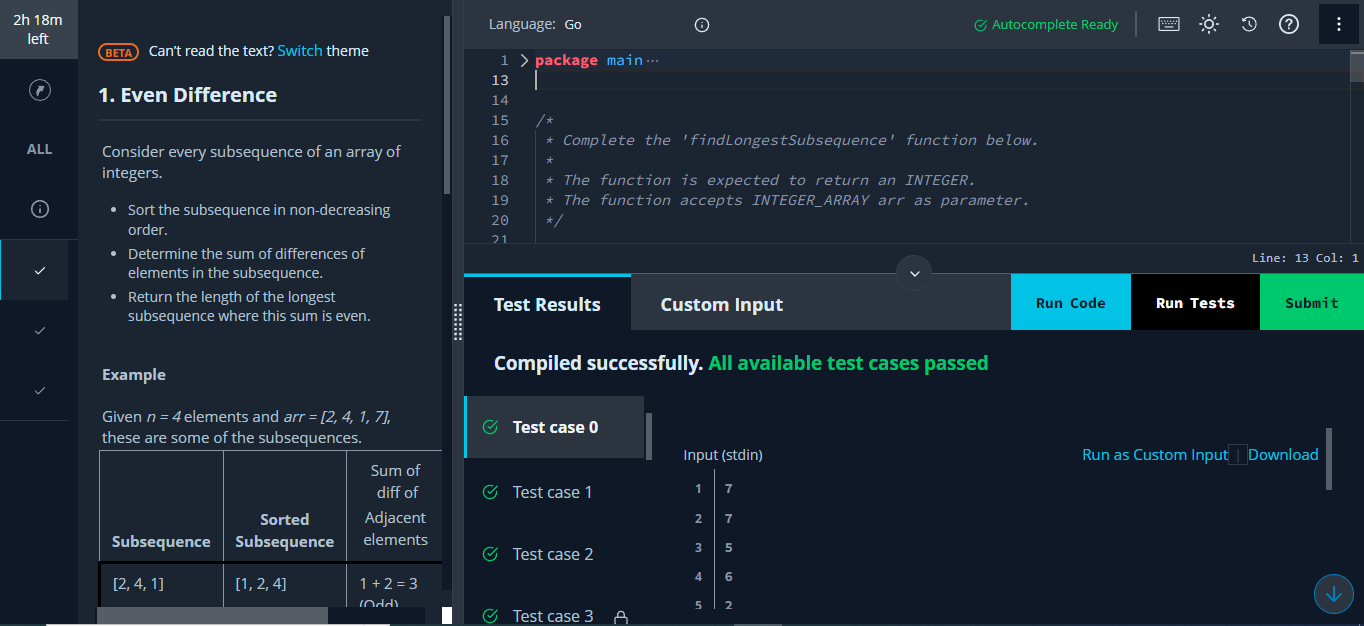 2h 18m
left
ALL
BETA Can't read the text? Switch theme
1. Even Difference
Consider every subsequence of an array of
integers.
• Sort the subsequence in non-decreasing
order.
• Determine the sum of differences of
elements in the subsequence.
• Return the length of the longest
subsequence where this sum is even.
Example
Given n = 4 elements and arr = [2, 4, 1, 7],
these are some of the subsequences.
Subsequence
Sorted
Subsequence
Sum of
diff of
Adjacent
elements
[2, 4, 1] [1, 2, 4] 1 + 2 = 3
(Odd)
Language: Go
Autocomplete Ready
1 package main ...
13
14
15 /*
16 * Complete the 'findLongestSubsequence' function below.
17 *
18 * The function is expected to return an INTEGER.
19 * The function accepts INTEGER_ARRAY arr as parameter.
20 */
21
Line: 13 Col: 1
Test Results
Custom Input
Run Code
Run Tests
Submit
Compiled successfully. All available test cases passed
Test case 0
Test case 1
Test case 2
Test case 3
Input (stdin)
Run as Custom Input | Download
1 7
2 7
3 5
4 6
5 2